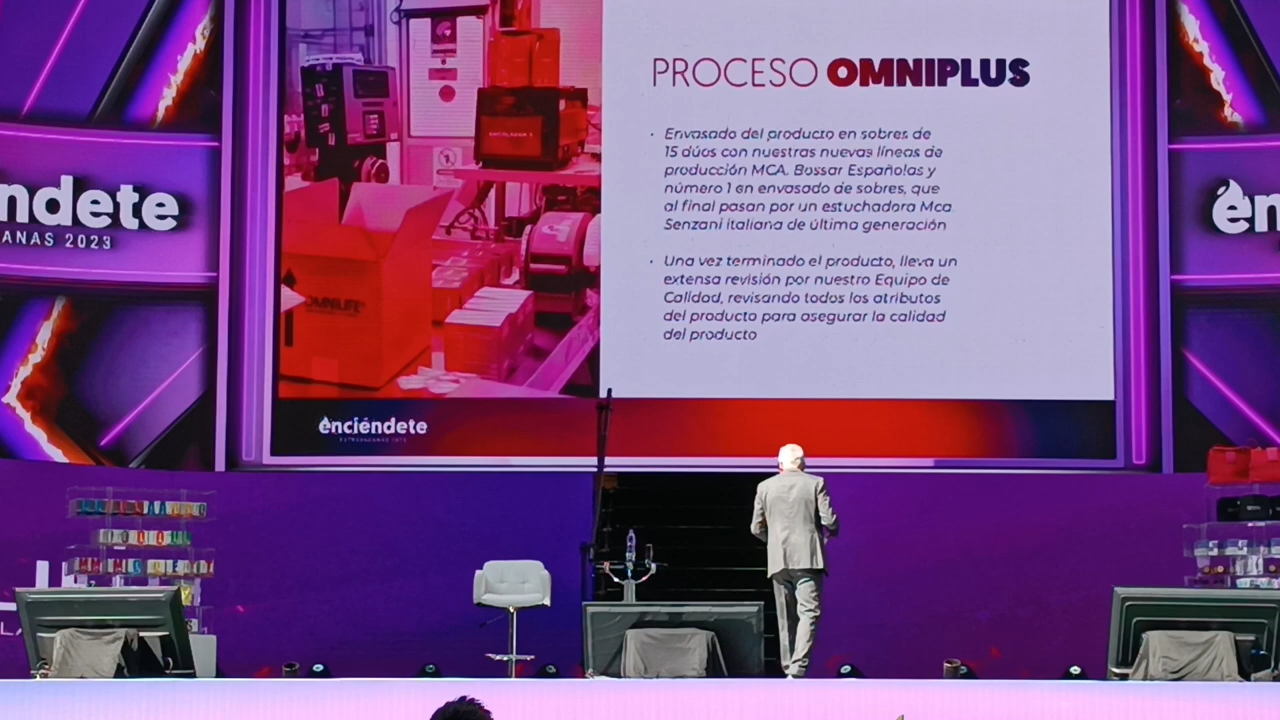 PROCESO OMNIPLUS
· Envasado del producto en sobres de
15 dúos con nuestras nuevas líneas de
producción MCA. Bossar Españolas y
número 1 en envasado de sobres, que
al final pasan por un estuchadora Mca
Senzani italiana de última generación
· Una vez terminado el producto, lleva un
extensa revisión por nuestro Equipo de
Calidad, revisando todos los atributos
del producto para asegurar la calidad
del producto
ndete
ANAS 2023
en
OMNILIFE
enciéndete